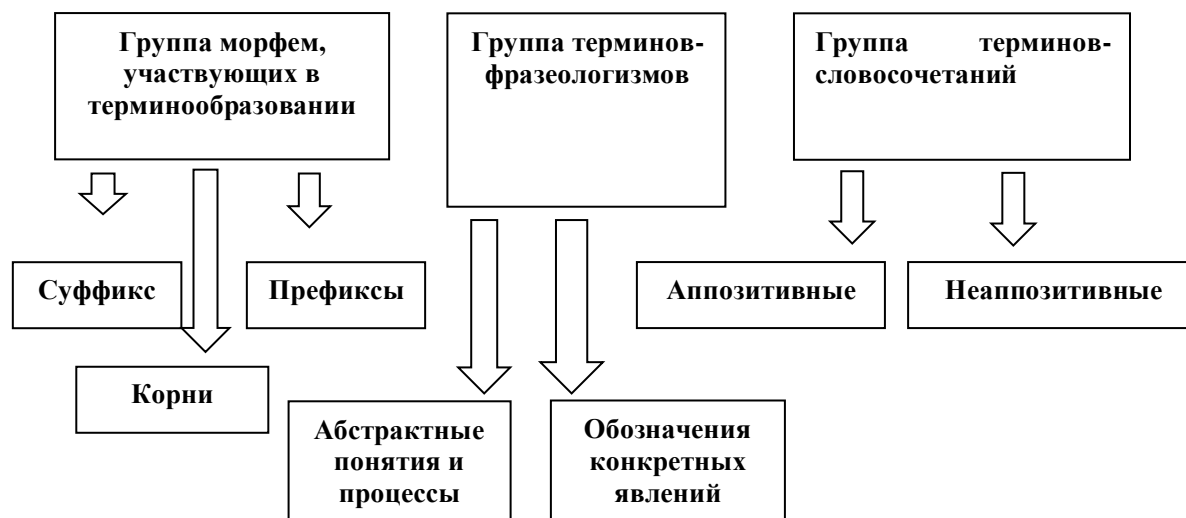 Группа морфем,
участвующих в
терминообразовании
Группа терминов-
фразеологизмов
Группа терминов-
словосочетаний
Суффикс
Префиксы
Аппозитивные
Неаппозитивные
Корни
Абстрактные
понятия и
процессы
Обозначения
конкретных
явлений